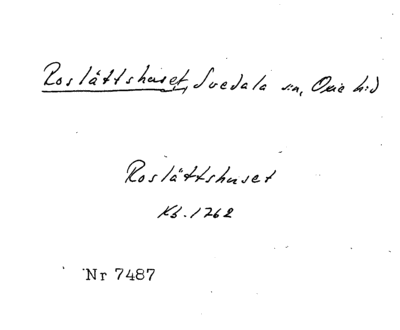 Roslättshuset, Svedala sn, Oxie hd
Roslättshuset
Kb. 1762
Nr 7487